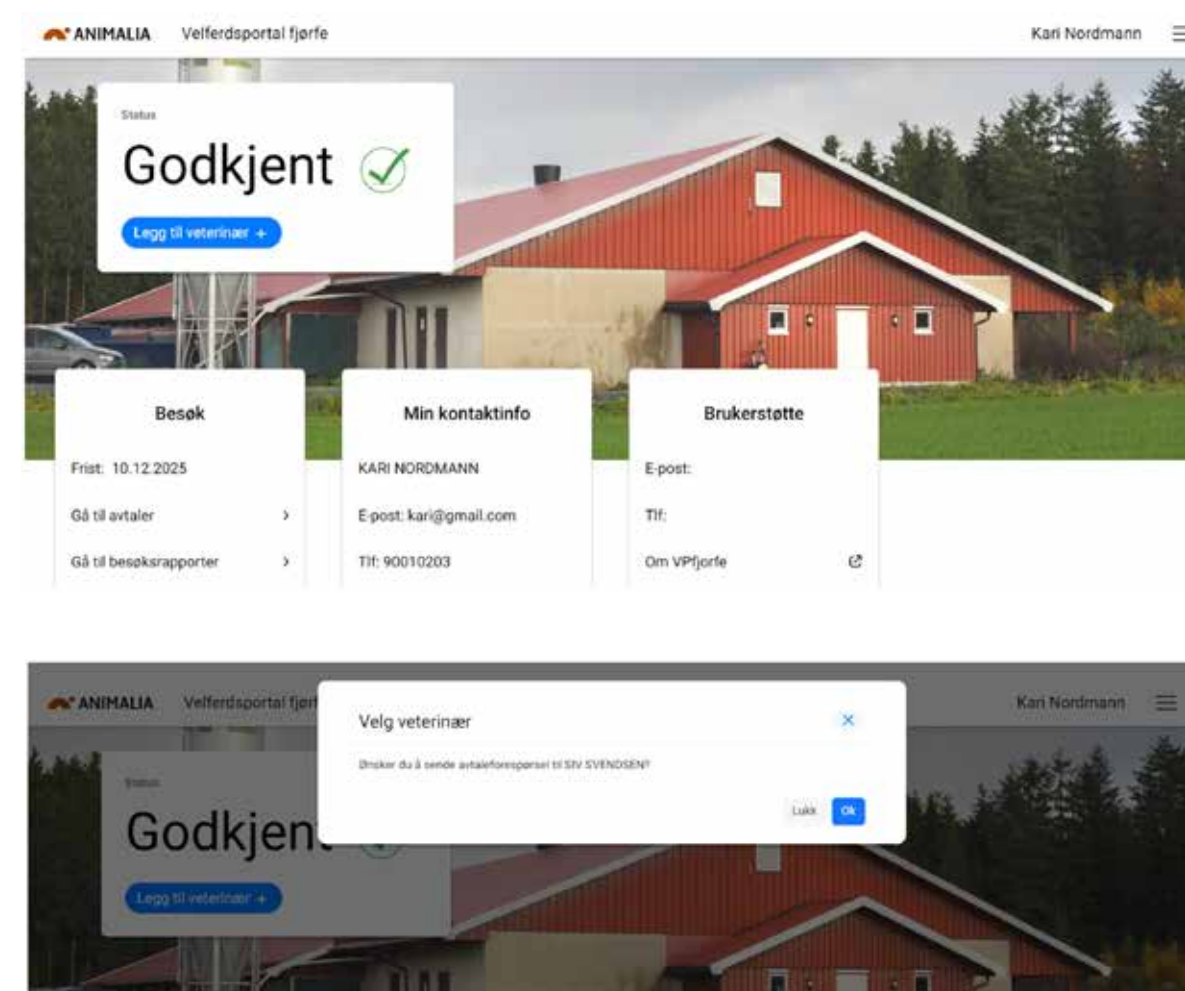 ANIMALIA Velferdsportal fjørfe Kari Nordmann
Status
Godkjent
Legg til veterinær +
Besøk
Frist: 10.12.2025
Gå til avtaler
Gå til besøksrapporter
Min kontaktinfo
KARI NORDMANN
E-post: kari@gmail.com
Tlf: 90010203
Brukerstøtte
E-post:
Tlf:
Om VPfjorfe
ANIMALIA Velferdsportal fjørf Kari Nordmann
Velg veterinær
Ønsker du å sende avtaleforespørsel til SIV SVENDSEN?
Lukk Ok
Status
Godkjent
Legg til veterinær +